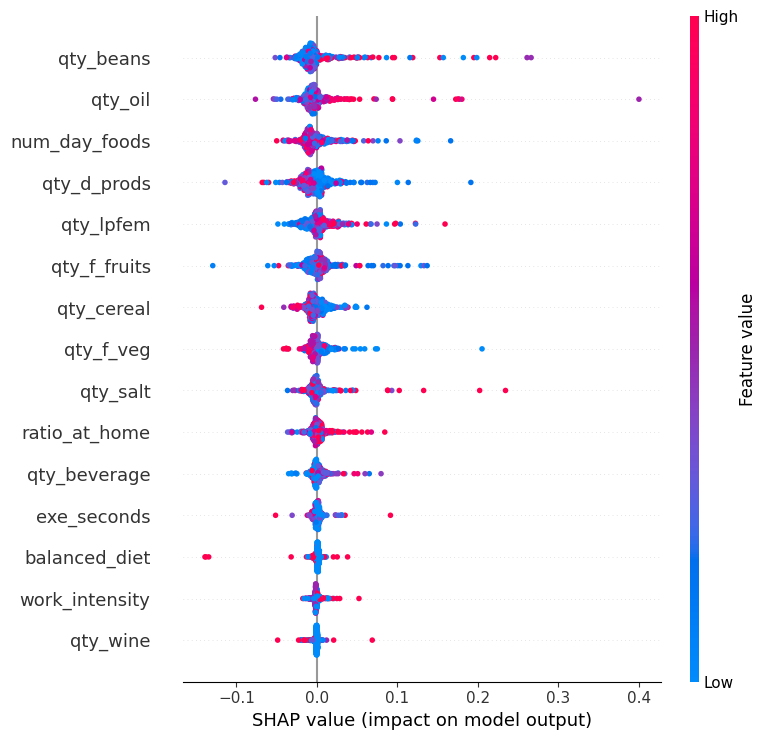 High
qty_beans
qty_oil
num_day_foods
qty_d_prods
qty_lpfem
qty_f_fruits
qty_cereal
qty_f_veg
qty_salt
ratio_at_home
qty_beverage
exe_seconds
balanced_diet
work_intensity
qty_wine
Feature value
Low
−0.1 0.0 0.1 0.2 0.3 0.4
SHAP value (impact on model output)